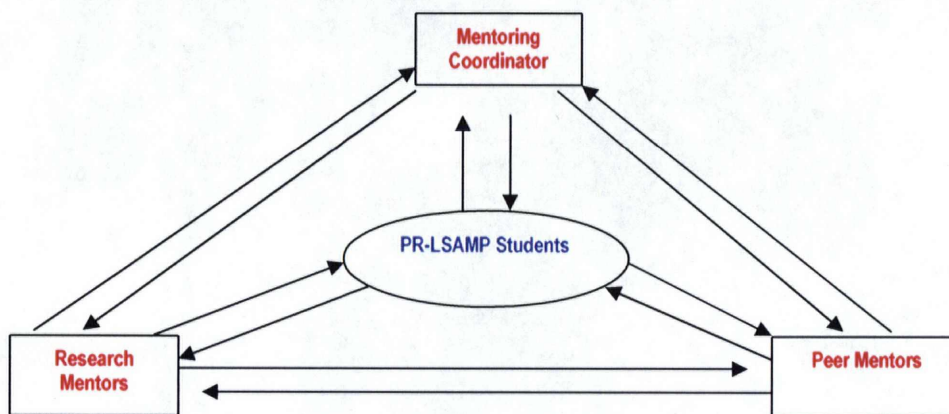 Mentoring
Coordinator
PR-LSAMP Students
Research
Mentors
Peer Mentors